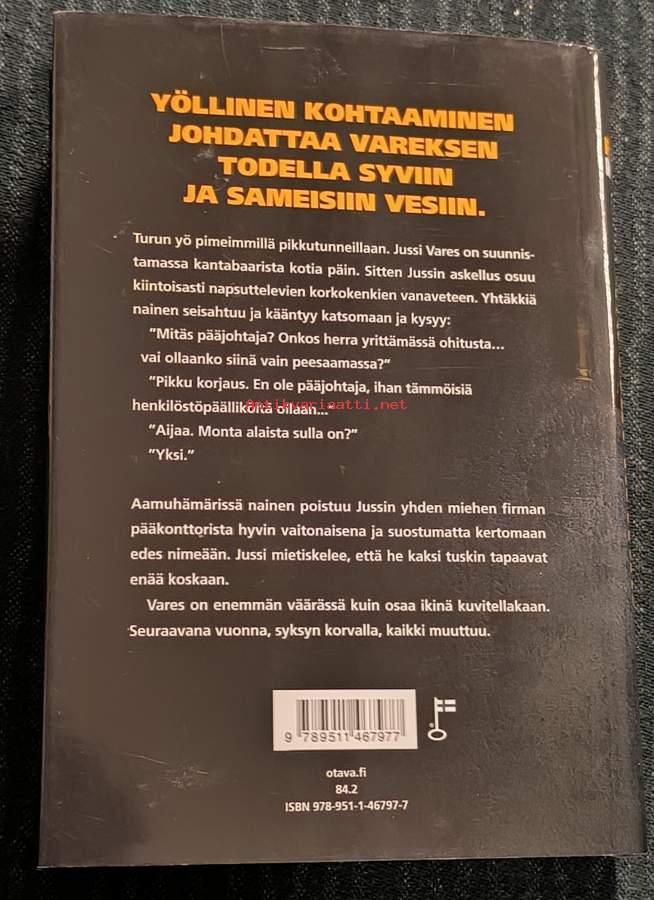 YÖLLINEN KOHTAAMINEN
JOHDATTAA VAREKSEN
TODELLA SYVIIN
JA SAMEISIIN VESIIN.
Turun yö pimeimmillä pikkutunneillaan. Jussi Vares on suunnis-
tamassa kantabaarista kotia päin. Sitten Jussin askellus osuu
kiintoisasti napsuttelevien korkokenkien vanaveteen. Yhtäkkiä
nainen seisahtuu ja kääntyy katsomaan ja kysyy:
”Mitäs pääjohtaja? Onkos herra yrittämässä ohitusta...
vai ollaanko siinä vain peesaamassa?”
”Pikku korjaus. En ole pääjohtaja, ihan tämmöisiä
henkilöstöpäälliköitä ollaan...”
Antikvariaatti.net
”Aijaa. Monta alaista sulla on?”
”Yksi.”
Aamuhämärissä nainen poistuu Jussin yhden miehen firman
pääkonttorista hyvin vaitonaisena ja suostumatta kertomaan
edes nimeään. Jussi mietiskelee, että he kaksi tuskin tapaavat
enää koskaan.
Vares on enemmän väärässä kuin osaa ikinä kuvitellakaan.
Seuraavana vuonna, syksyn korvalla, kaikki muuttuu.
9 789511 467977
otava.fi
84.2
ISBN 978-951-1-46797-7